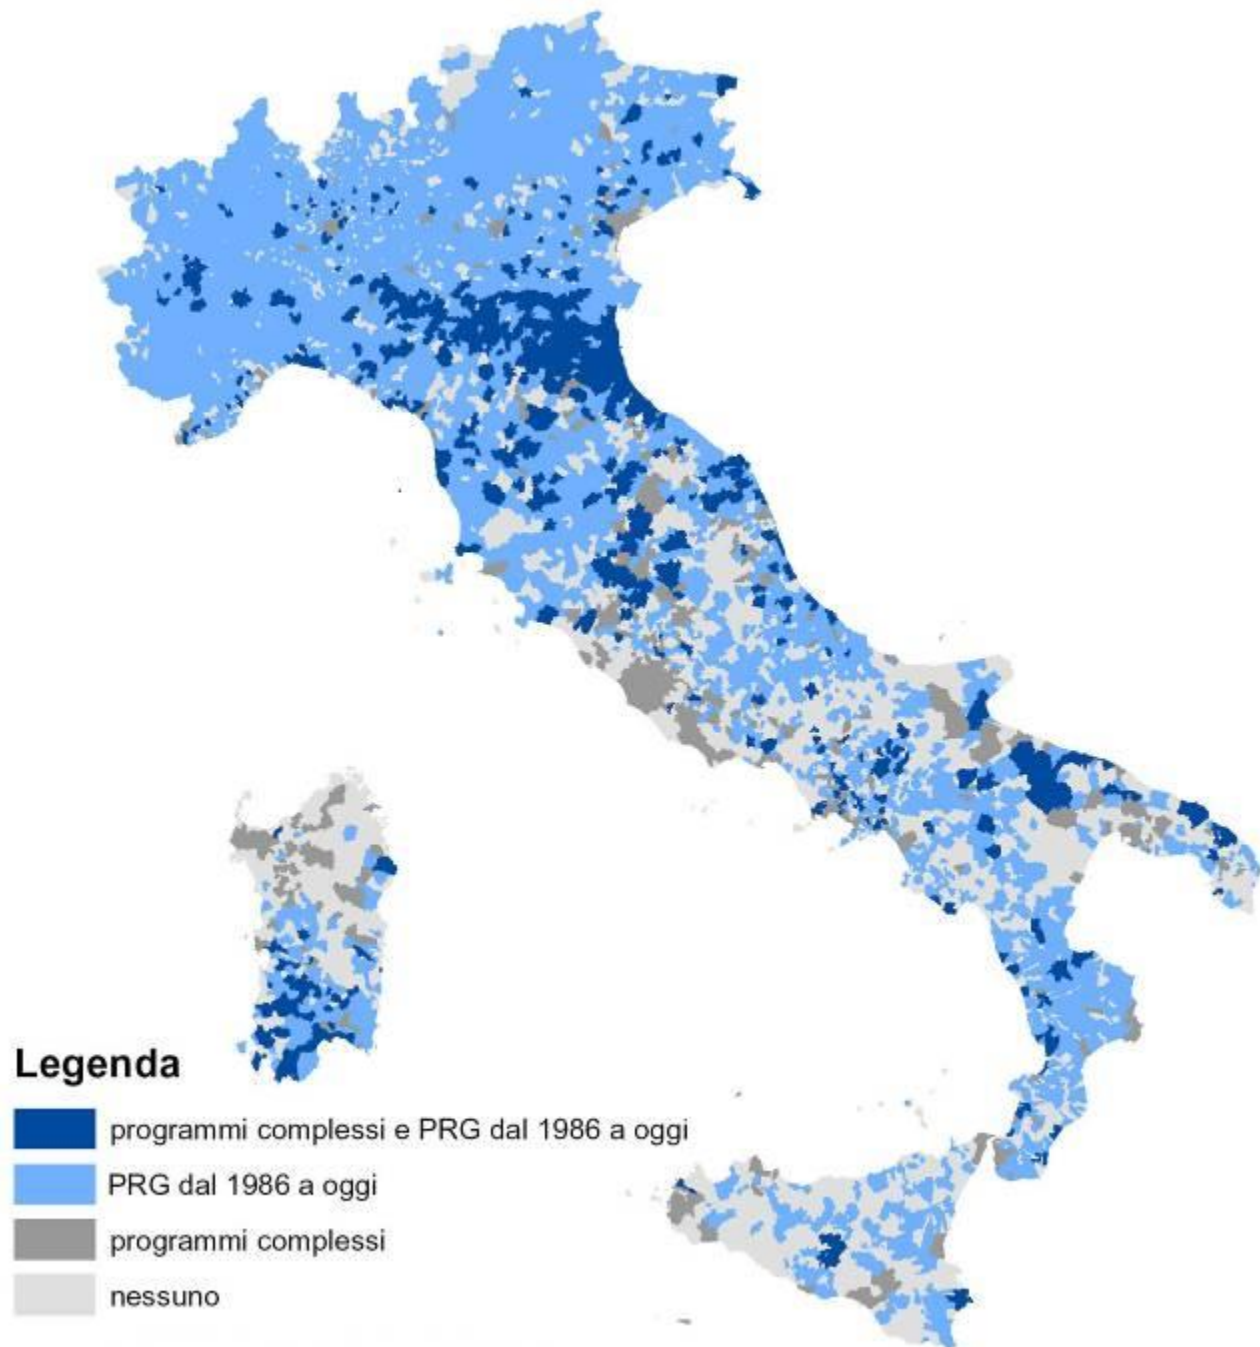 Legenda
programmi complessi e PRG dal 1986 a oggi
PRG dal 1986 a oggi
programmi complessi
nessuno